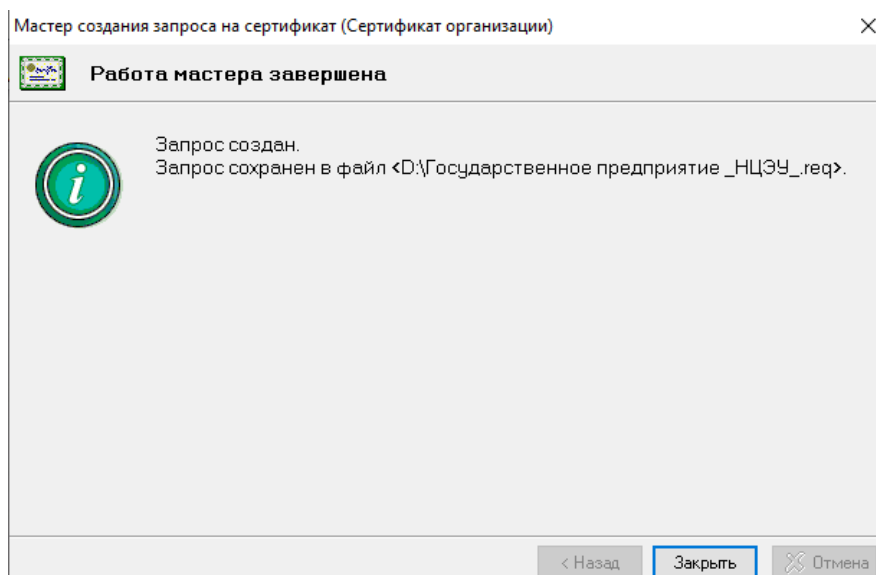 Мастер создания запроса на сертификат (Сертификат организации)
Работа мастера завершена
Запрос создан.
Запрос сохранен в файл <D:\Государственное предприятие _НЦЭУ_.req>.
< Назад
Закрыть
Отмена